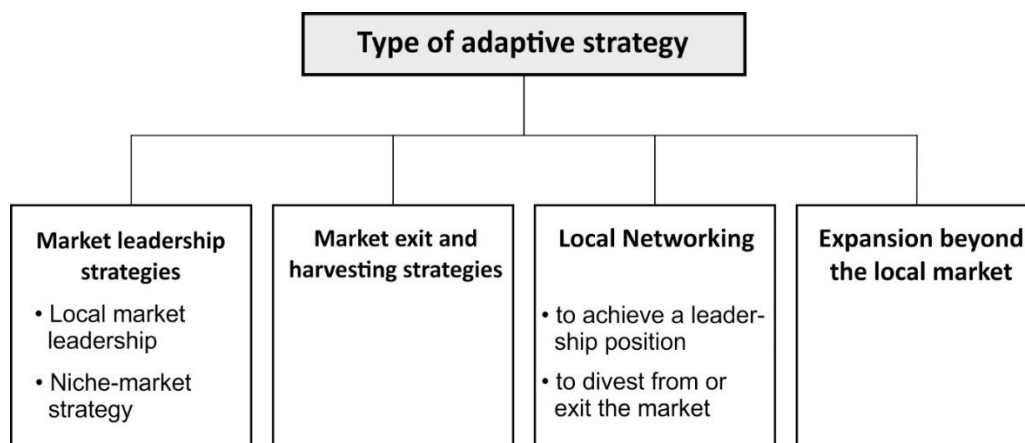 Type of adaptive strategy
Market leadership
strategies
• Local market
leadership
• Niche-market
strategy
Market exit and
harvesting strategies
Local Networking
• to achieve a leader-
ship position
• to divest from or
exit the market
Expansion beyond
the local market